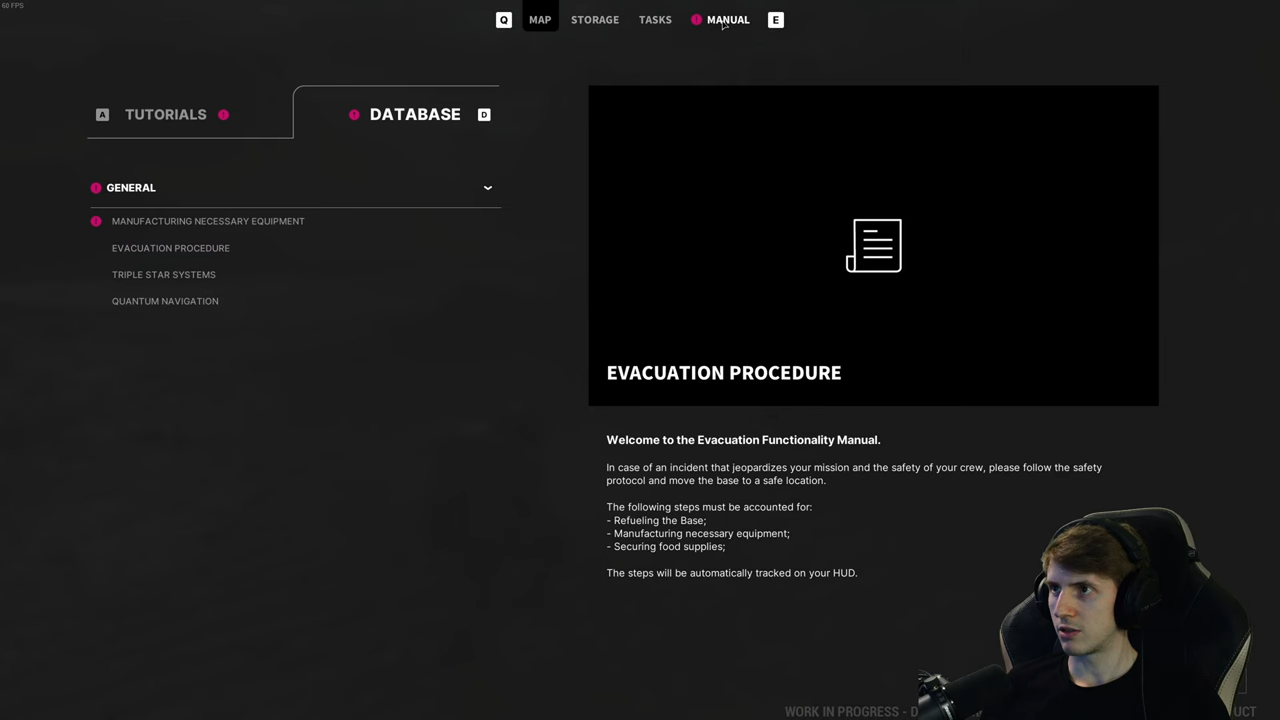 60 FPS
Q MAP STORAGE TASKS ! MANUAL E
A TUTORIALS ! ! DATABASE D
! GENERAL
! MANUFACTURING NECESSARY EQUIPMENT
EVACUATION PROCEDURE
TRIPLE STAR SYSTEMS
QUANTUM NAVIGATION
EVACUATION PROCEDURE
Welcome to the Evacuation Functionality Manual.
In case of an incident that jeopardizes your mission and the safety of your crew, please follow the safety
protocol and move the base to a safe location.
The following steps must be accounted for:
- Refueling the Base;
- Manufacturing necessary equipment;
- Securing food supplies;
The steps will be automatically tracked on your HUD.
WORK IN PROGRESS -